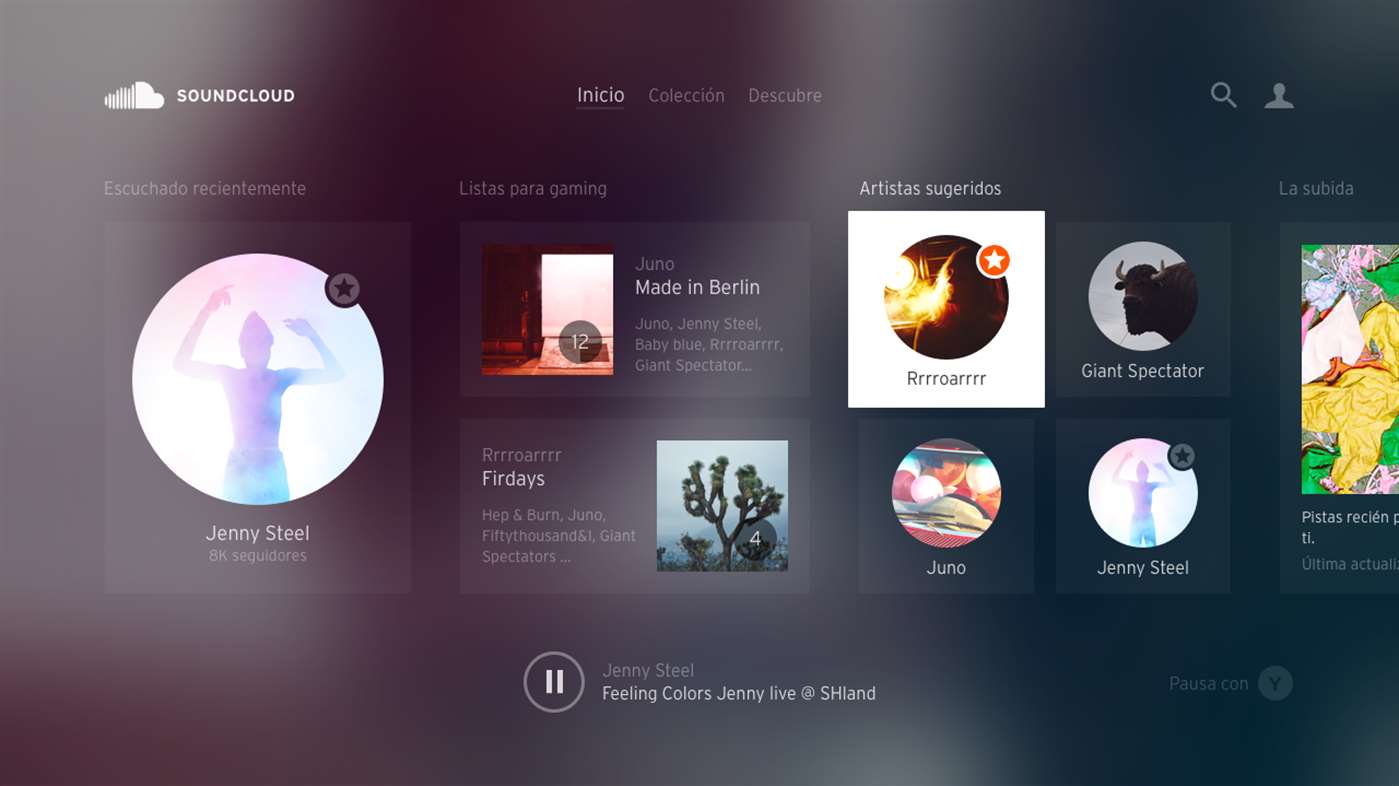 SOUNDCLOUD
Inicio
Colección
Descubre
Escuchado recientemente
Jenny Steel
8K seguidores
Listas para gaming
12
Juno
Made in Berlin
Juno, Jenny Steel,
Baby blue, Rrrroarrrr,
Giant Spectator...
Rrrroarrrr
Firdays
Hep & Burn, Juno,
Fiftythousand&1, Giant
Spectators ...
4
Artistas sugeridos
Rrrroarrrr
Giant Spectator
Juno
Jenny Steel
La subida
Pistas recién
ti.
Última
Jenny Steel
Feeling Colors Jenny live @ SHland
Pausa con Y